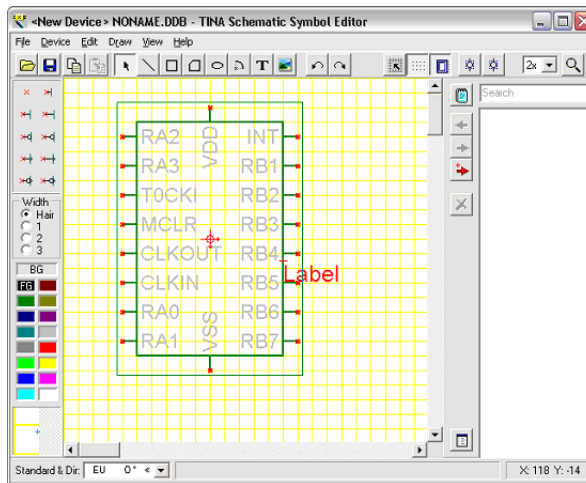 <New Device> NONAME.DDB - TINA Schematic Symbol Editor
File Device Edit Draw View Help
T
2x
Search
Width
Hair
1
2
3
BG
FG
VDD
RA2 INT
RA3 RB1
T0CKI RB2
MCLR RB3
CLKOUT RB4
Label
CLKIN RB5
RA0 RB6
RA1 RB7
VSS
Standard & Dir.: EU 0° « X: 118 Y: -14